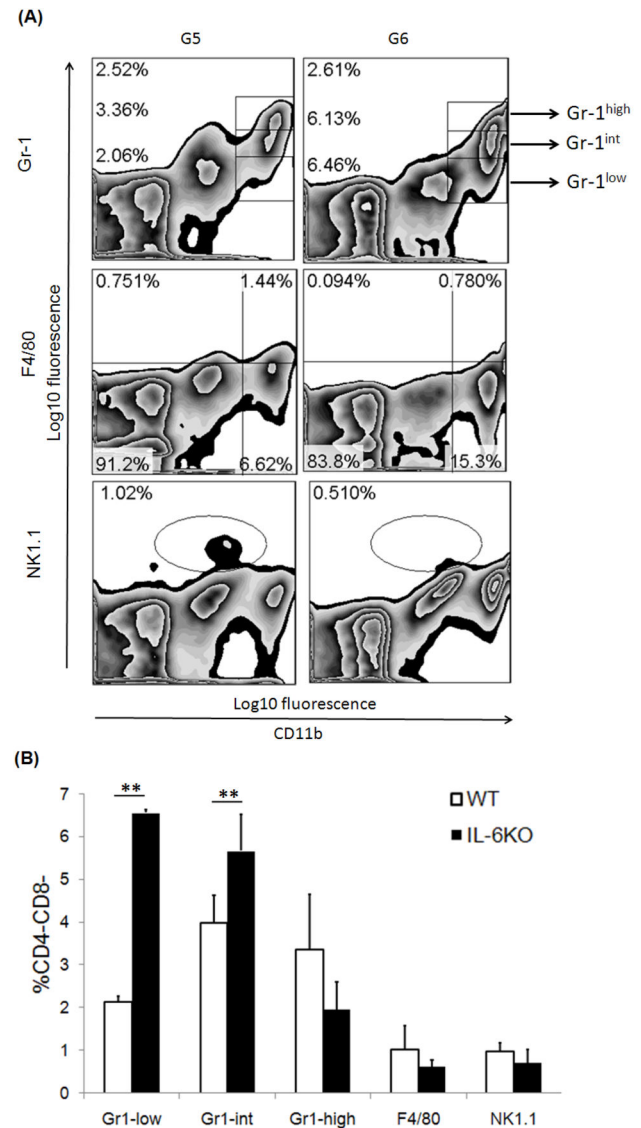 (A)
G5 G6
2.52% 2.61%
3.36% 6.13% Gr-1high
Gr-1int
2.06% 6.46% Gr-1low
Gr-1
0.751% 1.44% 0.094% 0.780%
F4/80
Log10 fluorescence
91.2% 6.62% 83.8% 15.3%
1.02% 0.510%
NK1.1
Log10 fluorescence
CD11b
(B)
7
6
5
4
3
2
1
0
%CD4-CD8-
** **
WT
IL-6KO
Gr1-low Gr1-int Gr1-high F4/80 NK1.1